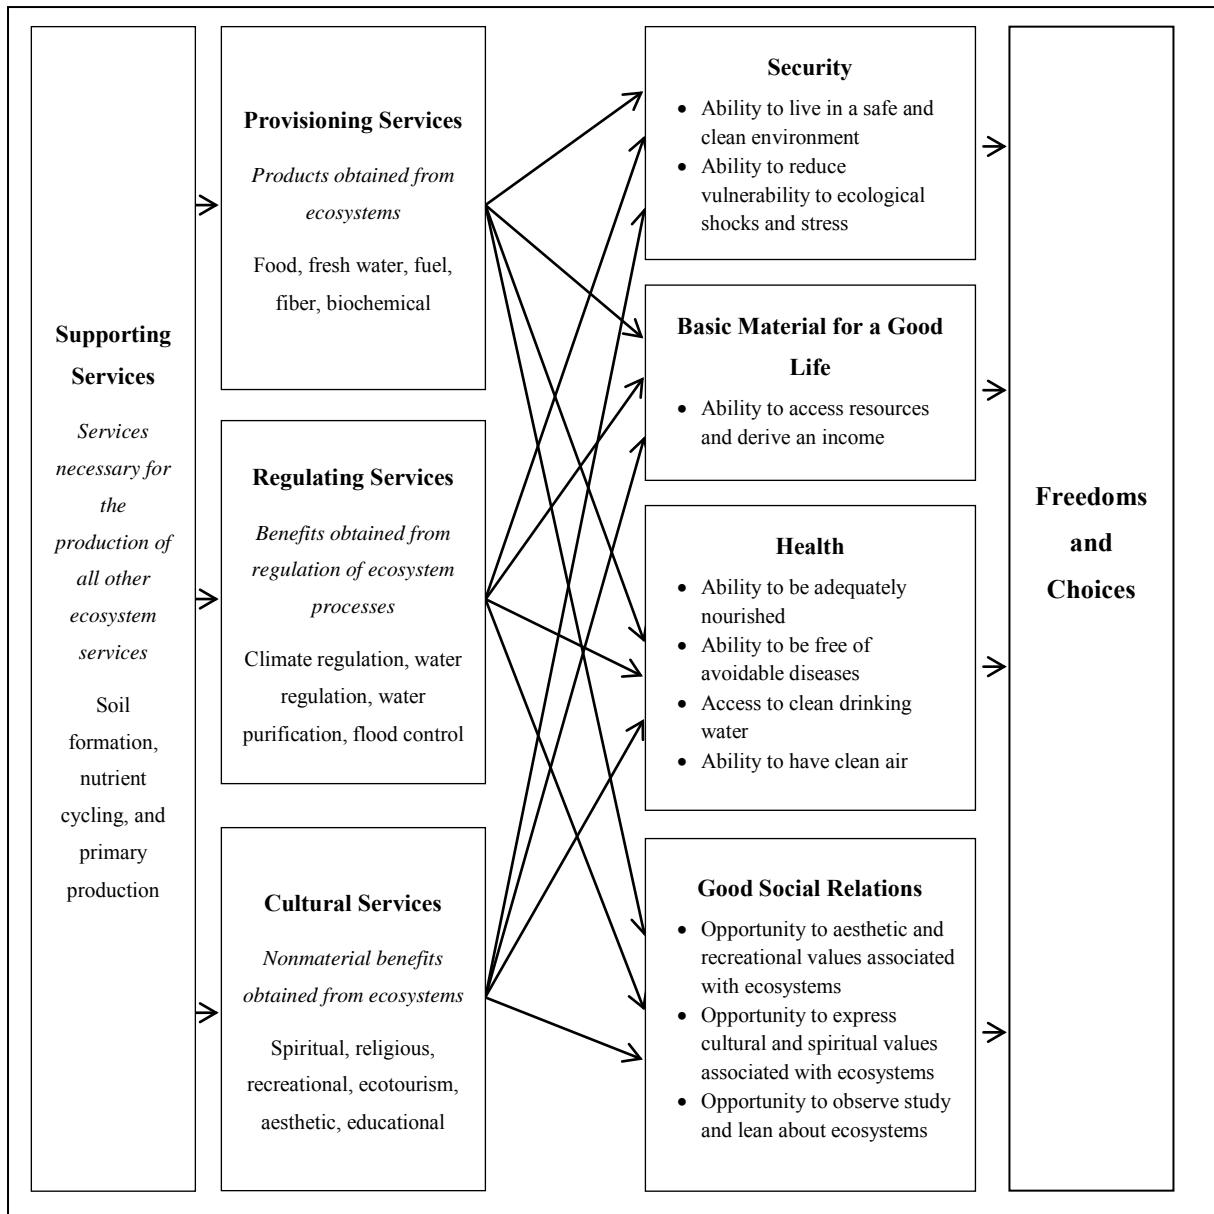 Supporting
Services
Services
necessary for
the
production of
all other
ecosystem
services
Soil
formation,
nutrient
cycling, and
primary
production
Provisioning Services
Products obtained from
ecosystems
Food, fresh water, fuel,
fiber, biochemical
Regulating Services
Benefits obtained from
regulation of ecosystem
processes
Climate regulation, water
regulation, water
purification, flood control
Cultural Services
Nonmaterial benefits
obtained from ecosystems
Spiritual, religious,
recreational, ecotourism,
aesthetic, educational
Security
• Ability to live in a safe and
clean environment
• Ability to reduce
vulnerability to ecological
shocks and stress
Basic Material for a Good
Life
• Ability to access resources
and derive an income
Health
• Ability to be adequately
nourished
• Ability to be free of
avoidable diseases
• Access to clean drinking
water
• Ability to have clean air
Good Social Relations
• Opportunity to aesthetic and
recreational values associated
with ecosystems
• Opportunity to express
cultural and spiritual values
associated with ecosystems
• Opportunity to observe study
and lean about ecosystems
Freedoms
and
Choices